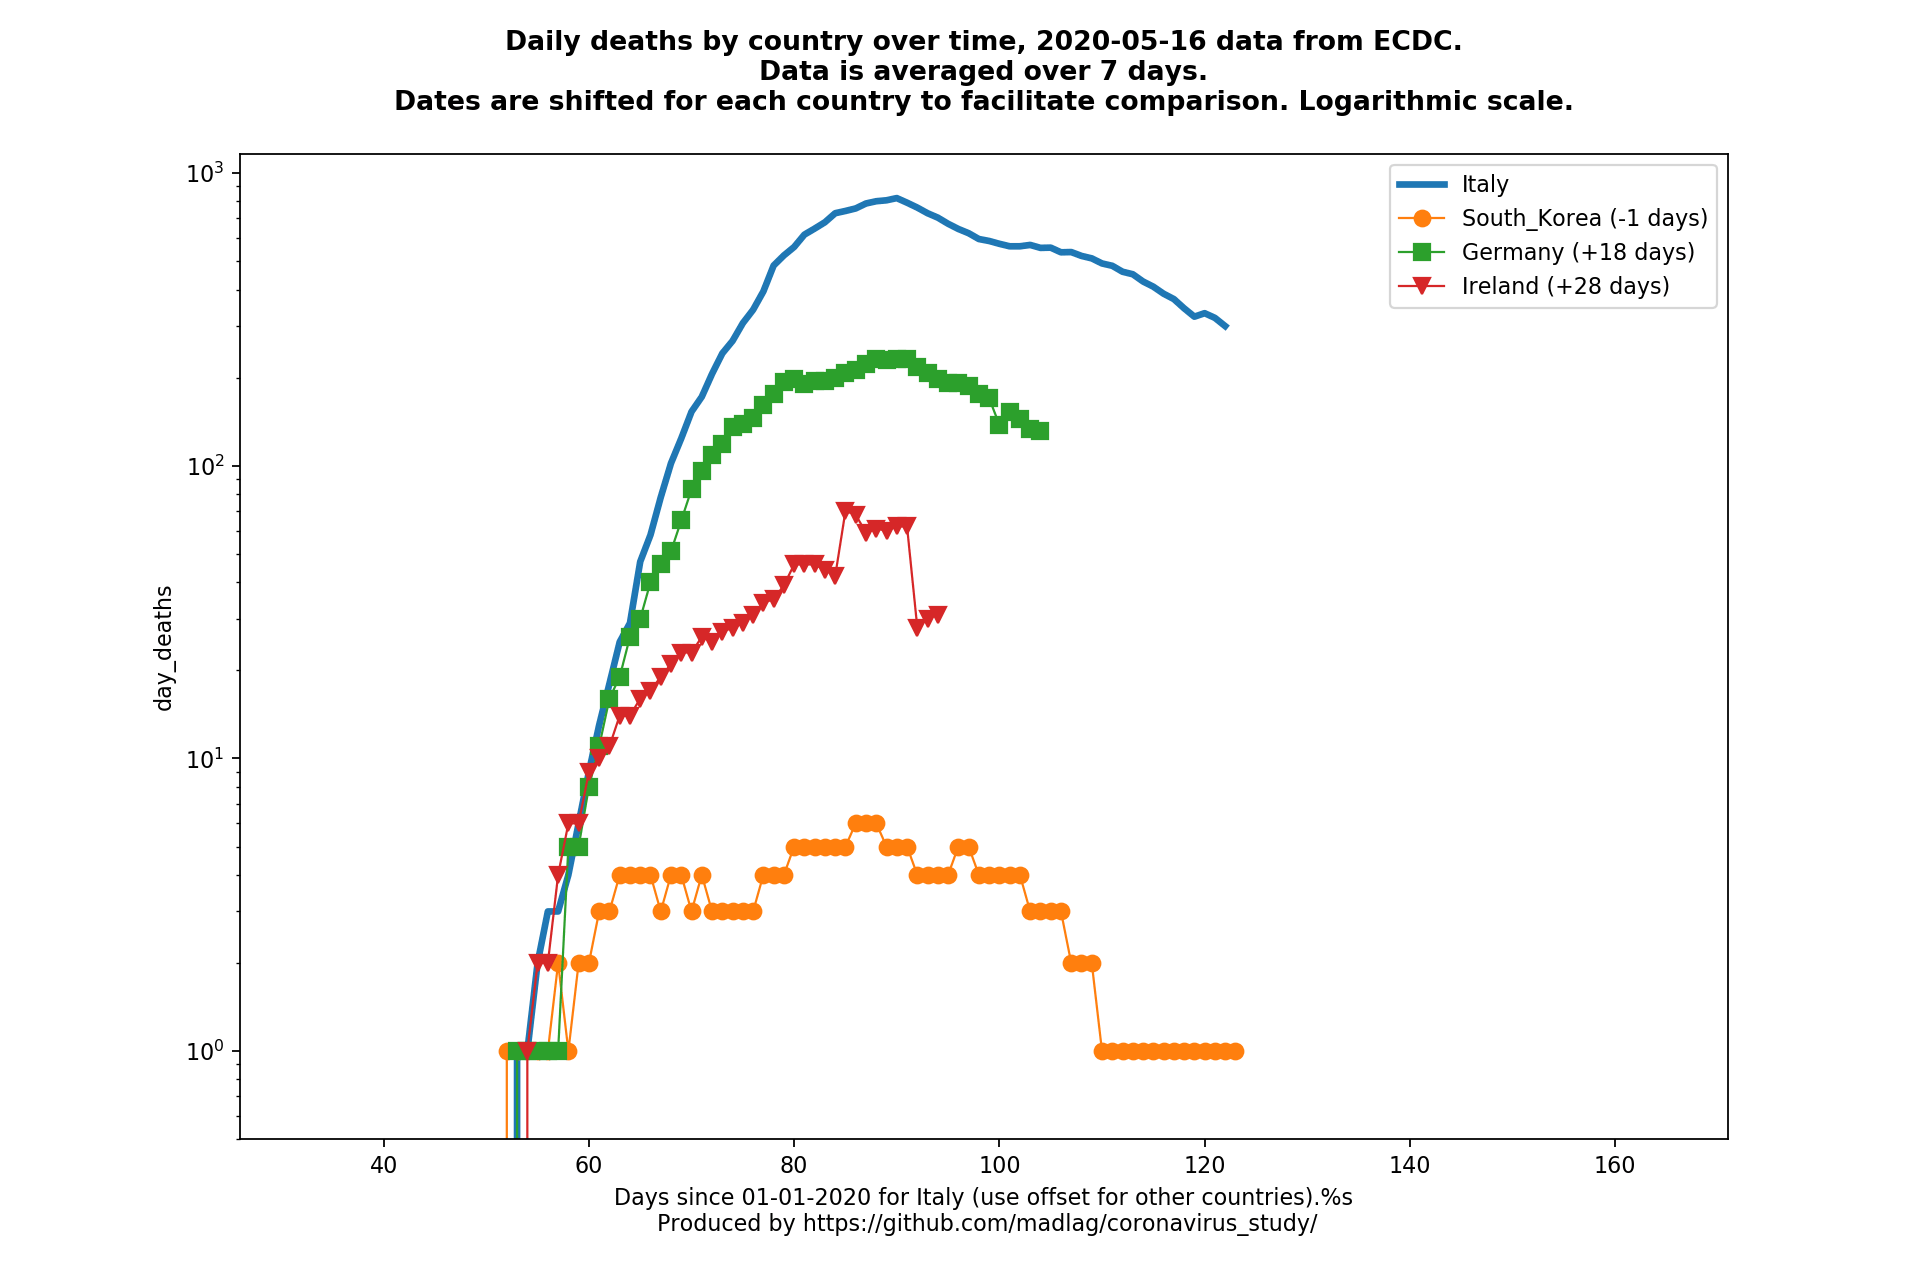 Daily deaths by country over time, 2020-05-16 data from ECDC.
Data is averaged over 7 days.
Dates are shifted for each country to facilitate comparison. Logarithmic scale.
10³
10²
10¹
10⁰
day_deaths
Italy
South_Korea (-1 days)
Germany (+18 days)
Ireland (+28 days)
40 60 80 100 120 140 160
Days since 01-01-2020 for Italy (use offset for other countries).%s
Produced by https://github.com/madlag/coronavirus_study/